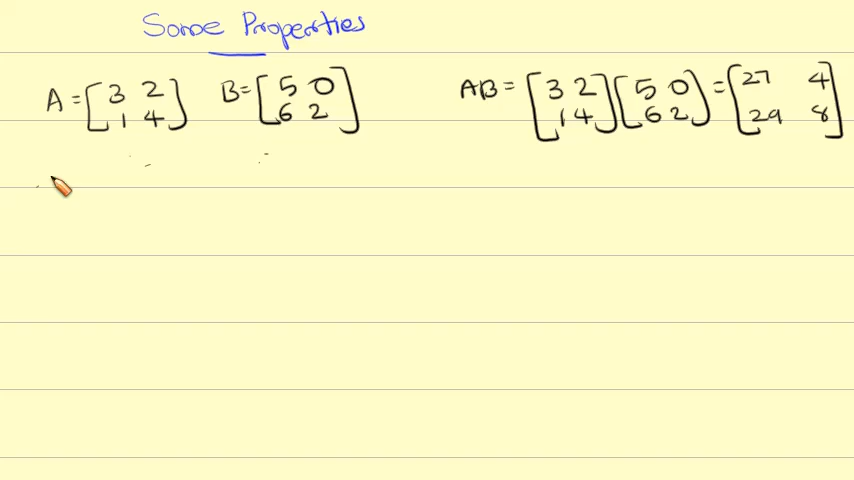 Some Properties
A = [3 2 B = [5 0 AB = [3 2] [5 0 = [27 4
1 4] 6 2] 1 4] 6 2] 29 8]